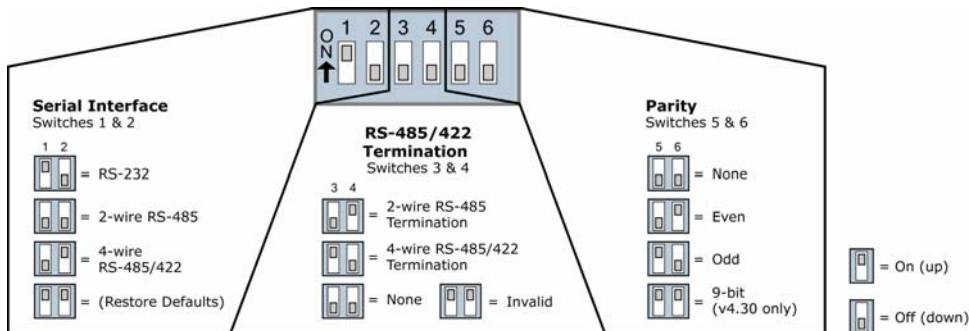 1 2 3 4 5 6
ON
Serial Interface
Switches 1 & 2
1 2
= RS-232
= 2-wire RS-485
= 4-wire
RS-485/422
= (Restore Defaults)
RS-485/422
Termination
Switches 3 & 4
3 4
= 2-wire RS-485
Termination
= 4-wire RS-485/422
Termination
= None
= Invalid
Parity
Switches 5 & 6
5 6
= None
= Even
= Odd
= 9-bit
(v4.30 only)
= On (up)
= Off (down)